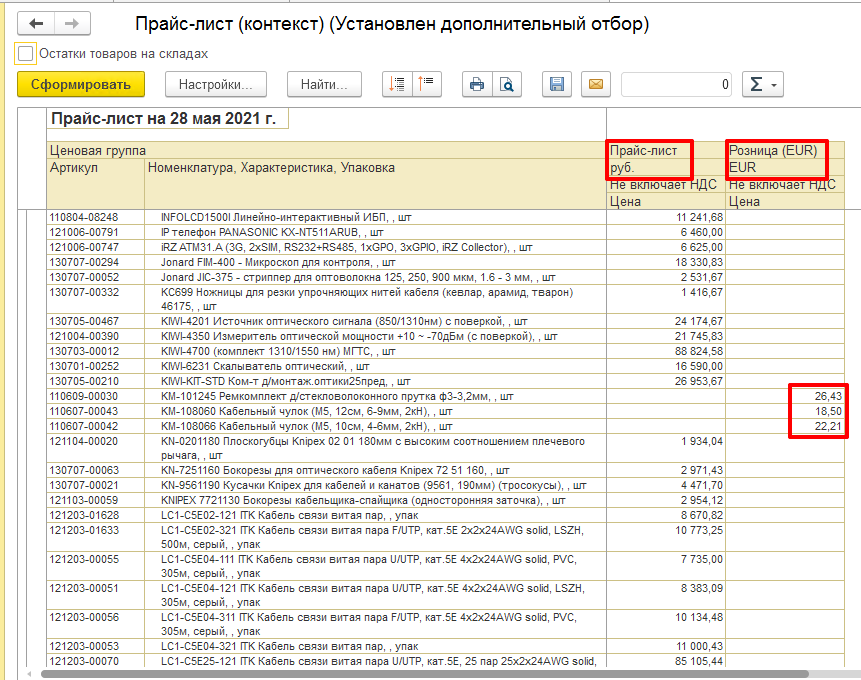 Прайс-лист (контекст) (Установлен дополнительный отбор)
Остатки товаров на складах
Сформировать Настройки... Найти... 0 Σ
Прайс-лист на 28 мая 2021 г.
Ценовая группа Прайс-лист Розница (EUR)
Артикул Номенклатура, Характеристика, Упаковка руб. EUR
Не включает НДС Не включает НДС
Цена Цена
110804-08248 INFOLCD1500I Линейно-интерактивный ИБП, , шт 11 241,68
121006-00791 IP телефон PANASONIC KX-NT511ARUB, , шт 6 460,00
121006-00747 iRZ ATM31.A (3G, 2xSIM, RS232+RS485, 1xGPO, 3xGPIO, iRZ Collector), , шт 6 625,00
130707-00294 Jonard FIM-400 - Микроскоп для контроля, , шт 18 330,83
130707-00052 Jonard JIC-375 - стриппер для оптоволокна 125, 250, 900 мкм, 1.6 - 3 мм, , шт 2 531,67
130707-00332 KC699 Ножницы для резки упрочняющих нитей кабеля (кевлар, арамид, тварон) 1 416,67
46175, , шт
130705-00467 KIWI-4201 Источник оптического сигнала (850/1310нм) с поверкой, , шт 24 174,67
121004-00390 KIWI-4350 Измеритель оптической мощности +10 ~ -70дБм (с поверкой), , шт 21 745,83
130703-00012 KIWI-4700 (комплект 1310/1550 нм) МГТС, , шт 88 824,58
130701-00252 KIWI-6231 Скалыватель оптический, , шт 16 590,00
130705-00210 KIWI-KIT-STD Ком-т д/монтаж.оптики25пред, , шт 26 953,67
110609-00030 KM-101245 Ремкомплект д/стекловолоконного прутка ф3-3,2мм, , шт 26,43
110607-00043 KM-108060 Кабельный чулок (М5, 12см, 6-9мм, 2кН), , шт 18,50
110607-00042 KM-108066 Кабельный чулок (М5, 10см, 4-6мм, 2кН), , шт 22,21
121104-00020 KN-0201180 Плоскогубцы Knipex 02 01 180мм с высоким соотношением плечевого 1 934,04
рычага, , шт
130707-00063 KN-7251160 Бокорезы для оптического кабеля Knipex 72 51 160, , шт 2 971,43
130707-00021 KN-9561190 Кусачки Knipex для кабелей и канатов (9561, 190мм) (тросокусы), , шт 4 471,70
121103-00059 KNIPEX 7721130 Бокорезы кабельщика-спайщика (односторонняя заточка), , шт 2 954,12
121203-01628 LC1-C5E02-121 ITK Кабель связи витая пар, , упак 8 670,82
121203-01633 LC1-C5E02-321 ITK Кабель связи витая пара F/UTP, кат.5E 2x2x24AWG solid, LSZH, 10 773,25
500м, серый, , упак
121203-00055 LC1-C5E04-111 ITK Кабель связи витая пара U/UTP, кат.5E 4x2x24AWG solid, PVC, 7 735,00
305м, серый, , упак
121203-00051 LC1-C5E04-121 ITK Кабель связи витая пара U/UTP, кат.5E 4x2x24AWG solid, LSZH, 8 383,09
305м, серый, , упак
121203-00056 LC1-C5E04-311 ITK Кабель связи витая пара F/UTP, кат.5E 4x2x24AWG solid, PVC, 10 134,48
305м, серый, , упак
121203-00053 LC1-C5E04-321 ITK Кабель связи витая пар, , упак 11 000,43
121203-00070 LC1-C5E25-121 ITK Кабель связи витая пара U/UTP, кат.5E, 25 пар 25x2x24AWG solid, 85 105,44